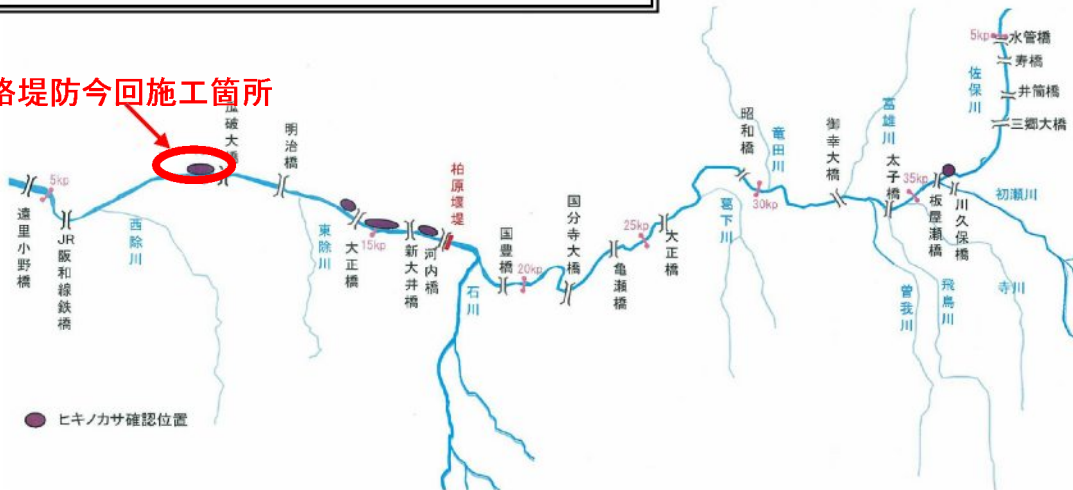 路堤防今回施工箇所
瓜破大橋
明治橋
5kp
遠里小野橋
JR阪和線鉄橋
西除川
東除川
大正橋
15kp
新大井橋
河内橋
柏原堰堤
石川
国豊橋
20kp
国分寺大橋
亀瀬橋
25kp
大正橋
昭和橋
竜田川
30kp
葛下川
御幸大橋
富雄川
太子橋
35kp
板屋瀬橋
川久保橋
佐保川
5kp
水管橋
寿橋
井筒橋
三郷大橋
初瀬川
寺川
飛鳥川
曽我川
ヒキノカサ確認位置